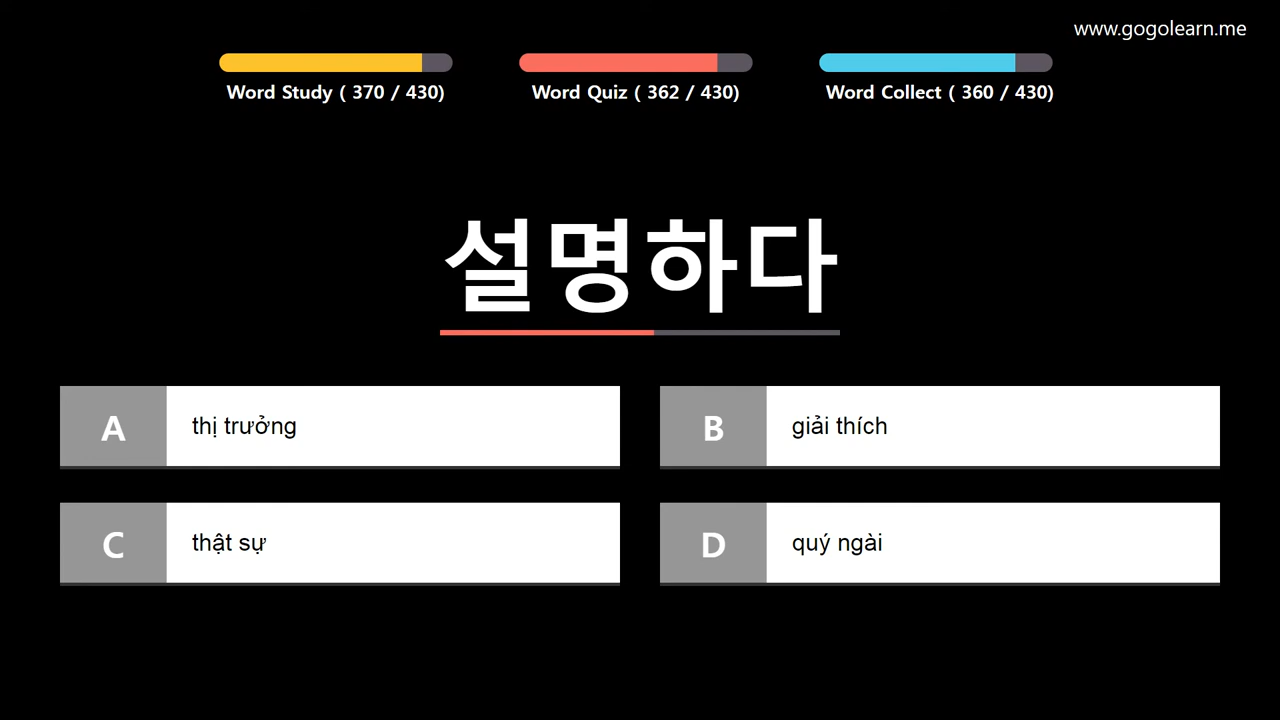 www.gogolearn.me
Word Study ( 370 / 430)
Word Quiz ( 362 / 430)
Word Collect ( 360 / 430)
설명하다
A thị trưởng
B giải thích
C thật sự
D quý ngài